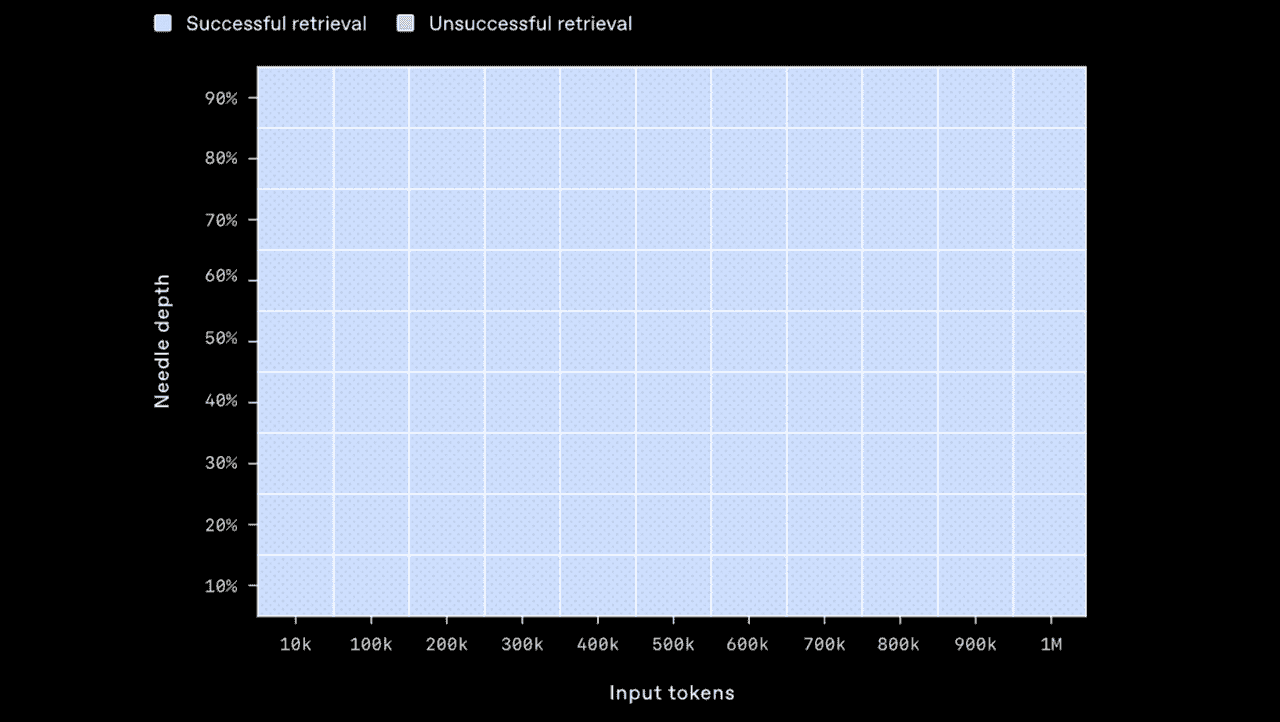 Successful retrieval
Unsuccessful retrieval
Needle depth
90%
80%
70%
60%
50%
40%
30%
20%
10%
10k 100k 200k 300k 400k 500k 600k 700k 800k 900k 1M
Input tokens